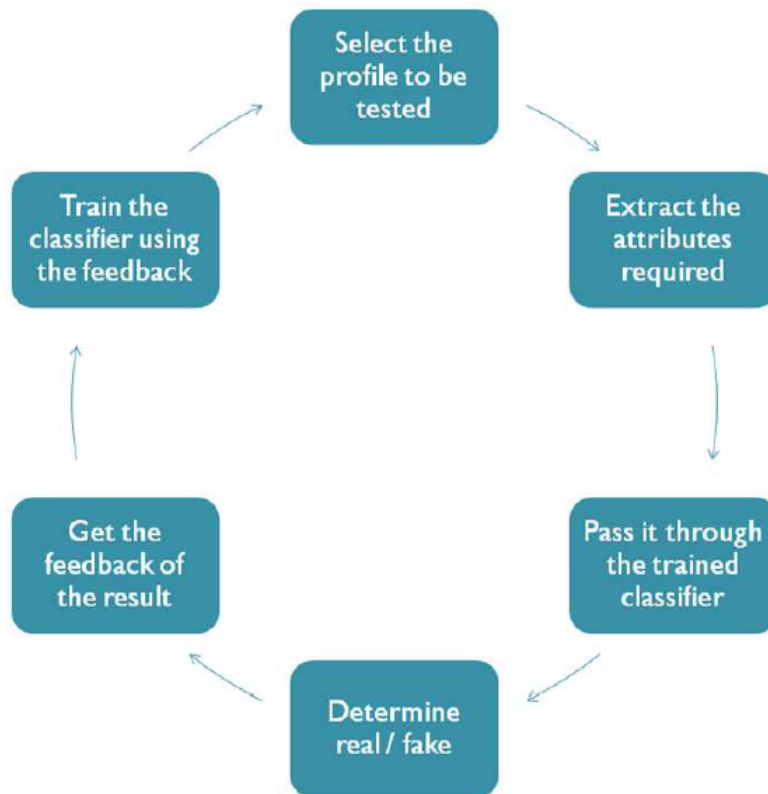 Select the
profile to be
tested
Extract the
attributes
required
Pass it through
the trained
classifier
Determine
real / fake
Get the
feedback of
the result
Train the
classifier using
the feedback